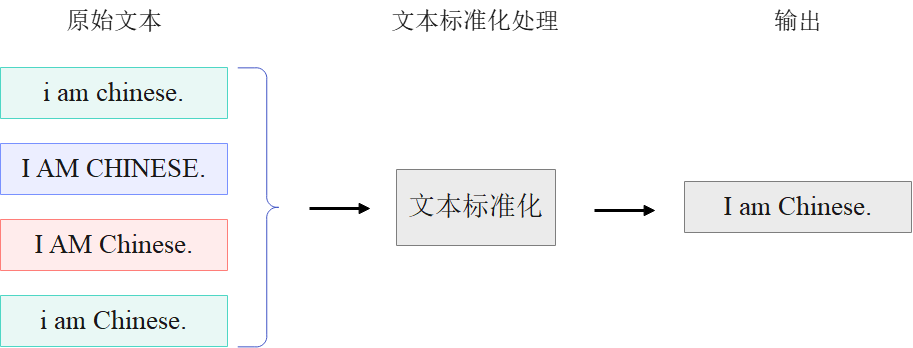 原始文本
文本标准化处理
输出
i am chinese.
I AM CHINESE.
I AM Chinese.
i am Chinese.
文本标准化
I am Chinese.